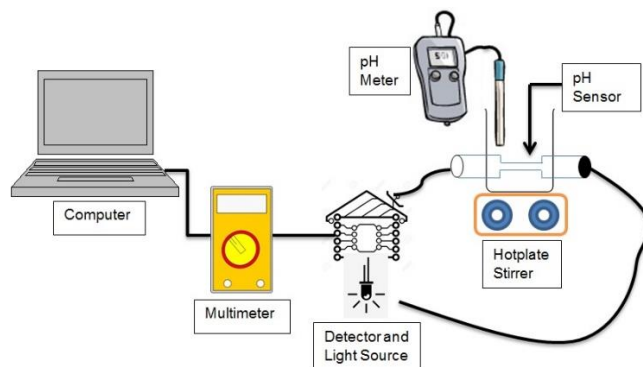 pH
Meter
pH
Sensor
Computer
Multimeter
Hotplate
Stirrer
Detector and
Light Source